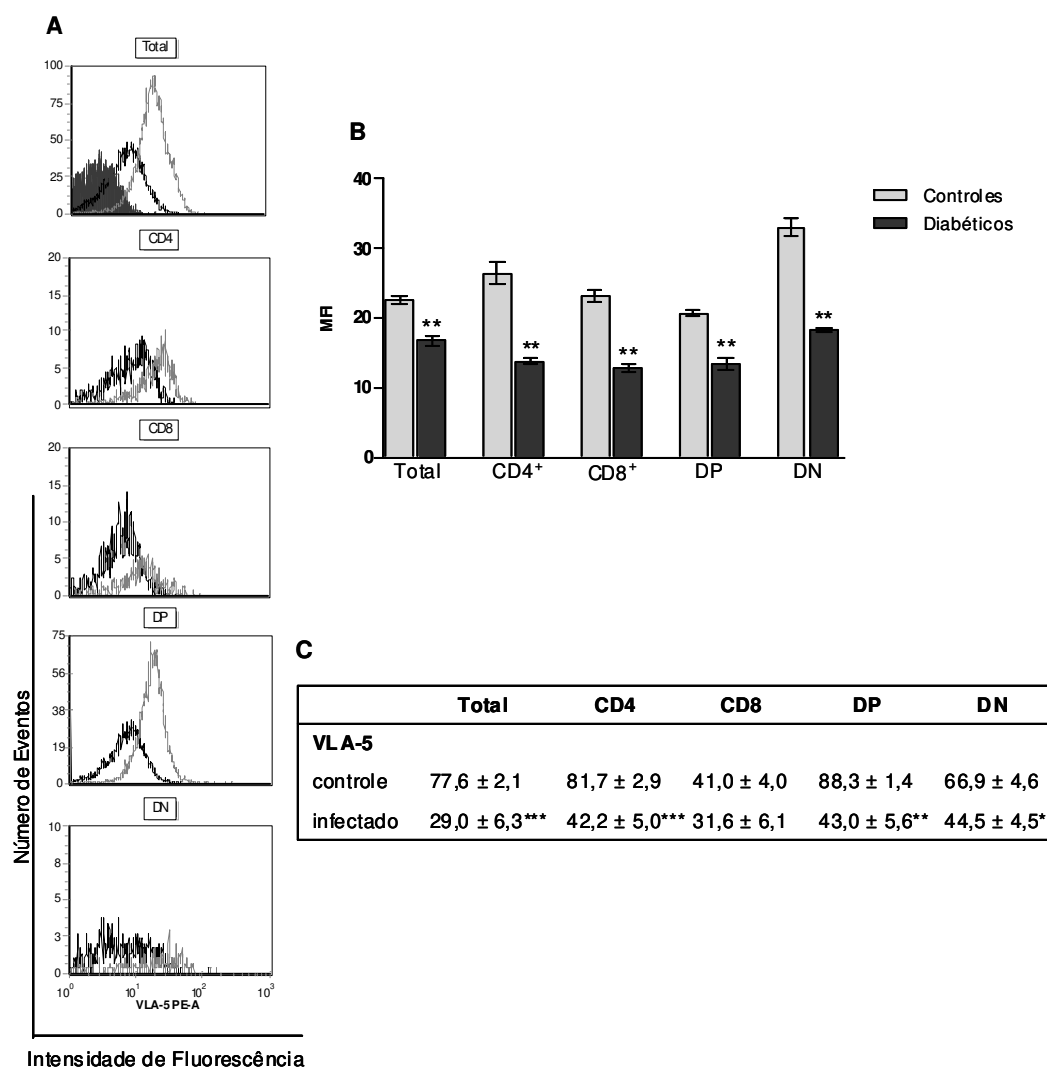 A
Total
100
75
50
25
0
CD4
20
15
10
5
0
CD8
20
15
10
5
0
DP
75
56
38
19
0
DN
10
8
5
3
0
10⁰ 10¹ 10² 10³
VLA-5 PE-A
Número de Eventos
Intensidade de Fluorescência
B
40
30
20
10
0
MFI
** ** ** ** **
Total CD4⁺ CD8⁺ DP DN
Controles
Diabéticos
C
Total CD4 CD8 DP DN
VLA-5
controle 77,6 ± 2,1 81,7 ± 2,9 41,0 ± 4,0 88,3 ± 1,4 66,9 ± 4,6
infectado 29,0 ± 6,3*** 42,2 ± 5,0*** 31,6 ± 6,1 43,0 ± 5,6** 44,5 ± 4,5*